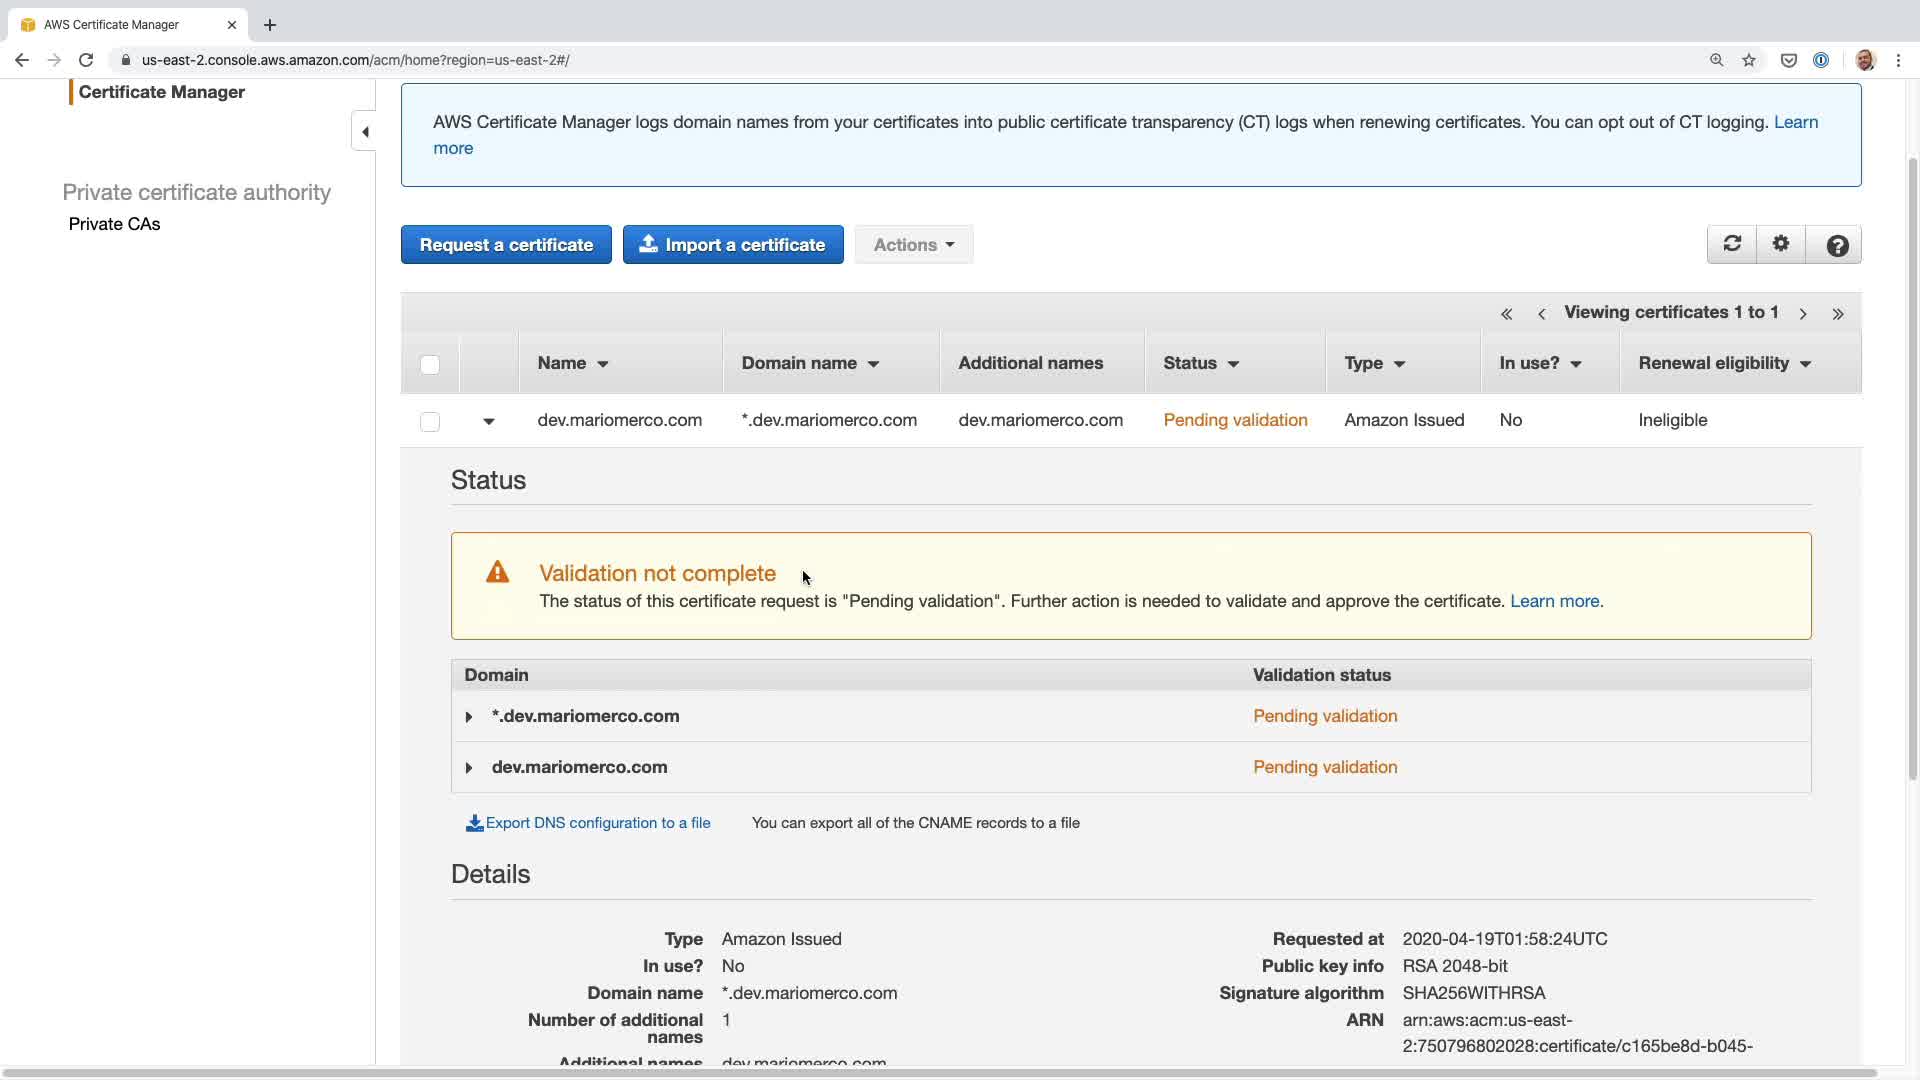 AWS Certificate Manager
us-east-2.console.aws.amazon.com/acm/home?region=us-east-2#/
Certificate Manager
Private certificate authority
Private CAs
AWS Certificate Manager logs domain names from your certificates into public certificate transparency (CT) logs when renewing certificates. You can opt out of CT logging. Learn
more
Request a certificate Import a certificate Actions
« ‹ Viewing certificates 1 to 1 › »
Name Domain name Additional names Status Type In use? Renewal eligibility
dev.mariomerco.com *.dev.mariomerco.com dev.mariomerco.com Pending validation Amazon Issued No Ineligible
Status
Validation not complete
The status of this certificate request is "Pending validation". Further action is needed to validate and approve the certificate. Learn more.
Domain Validation status
*.dev.mariomerco.com Pending validation
dev.mariomerco.com Pending validation
Export DNS configuration to a file You can export all of the CNAME records to a file
Details
Type Amazon Issued Requested at 2020-04-19T01:58:24UTC
In use? No Public key info RSA 2048-bit
Domain name *.dev.mariomerco.com Signature algorithm SHA256WITHRSA
Number of additional 1 ARN arn:aws:acm:us-east-
names 2:750796802028:certificate/c165be8d-b045-
Additional names dev.mariomerco.com